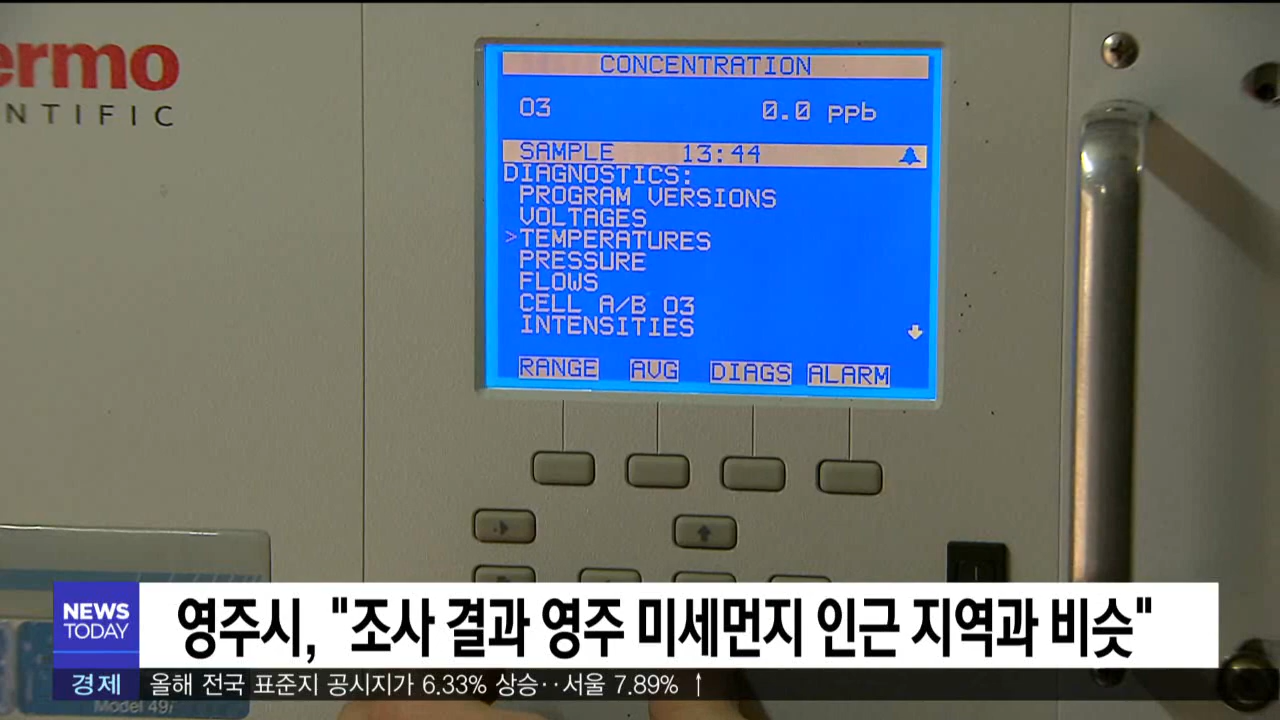 ermo
NTIFIC
CONCENTRATION
O3 0.0 ppb
SAMPLE 13:44
DIAGNOSTICS:
PROGRAM VERSIONS
VOLTAGES
>TEMPERATURES
PRESSURE
FLOWS
CELL A/B O3
INTENSITIES
RANGE AVG DIAGS ALARM
NEWS
TODAY
영주시, "조사 결과 영주 미세먼지 인근 지역과 비슷"
경제 올해 전국 표준지 공시지가 6.33% 상승‥서울 7.89% ↑
Model 49i